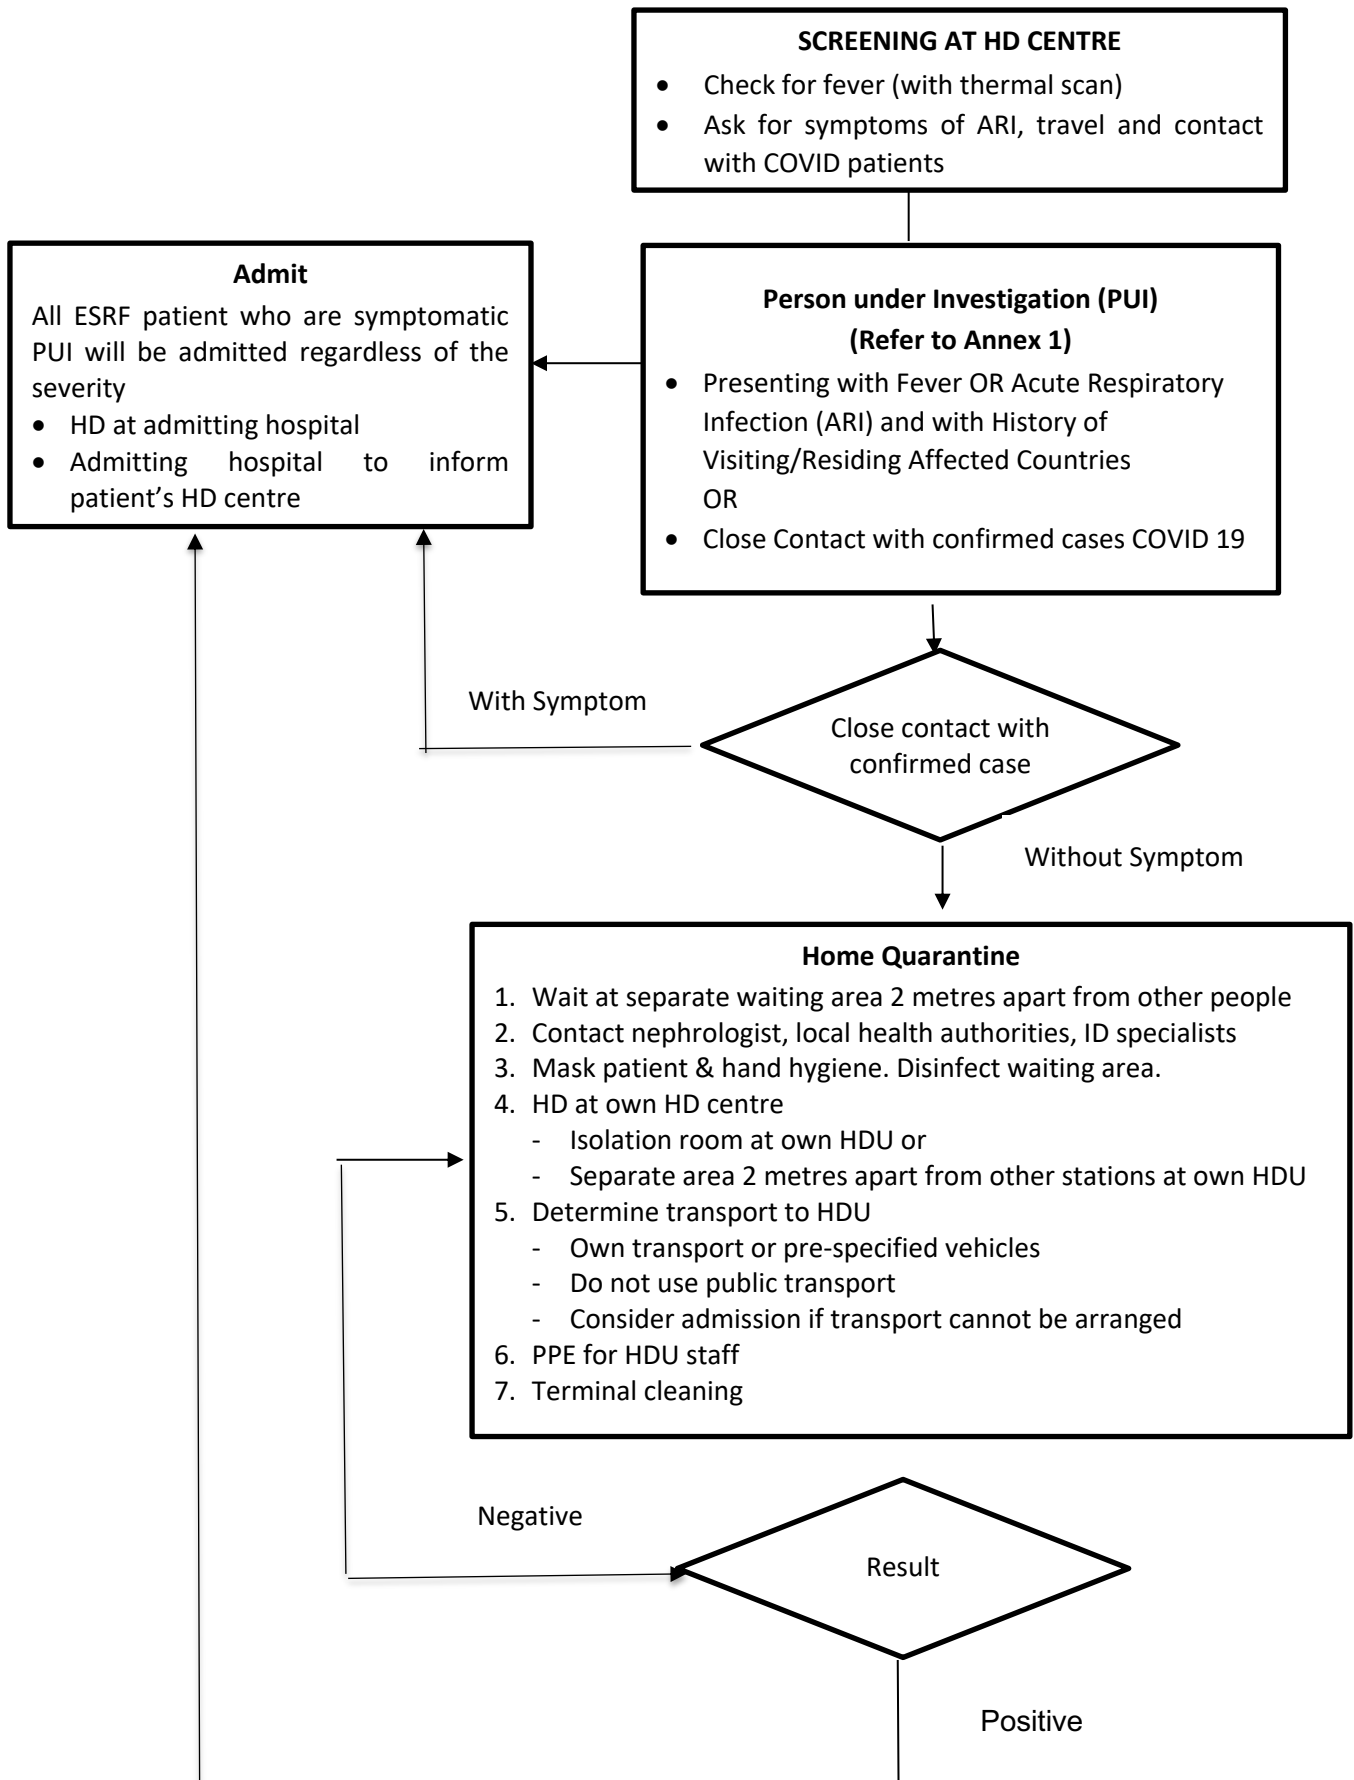 SCREENING AT HD CENTRE
• Check for fever (with thermal scan)
• Ask for symptoms of ARI, travel and contact
with COVID patients
Admit
All ESRF patient who are symptomatic
PUI will be admitted regardless of the
severity
• HD at admitting hospital
• Admitting hospital to inform
patient's HD centre
Person under Investigation (PUI)
(Refer to Annex 1)
• Presenting with Fever OR Acute Respiratory
Infection (ARI) and with History of
Visiting/Residing Affected Countries
OR
• Close Contact with confirmed cases COVID 19
With Symptom
Close contact with
confirmed case
Without Symptom
Home Quarantine
1. Wait at separate waiting area 2 metres apart from other people
2. Contact nephrologist, local health authorities, ID specialists
3. Mask patient & hand hygiene. Disinfect waiting area.
4. HD at own HD centre
- Isolation room at own HDU or
- Separate area 2 metres apart from other stations at own HDU
5. Determine transport to HDU
- Own transport or pre-specified vehicles
- Do not use public transport
- Consider admission if transport cannot be arranged
6. PPE for HDU staff
7. Terminal cleaning
Negative
Result
Positive